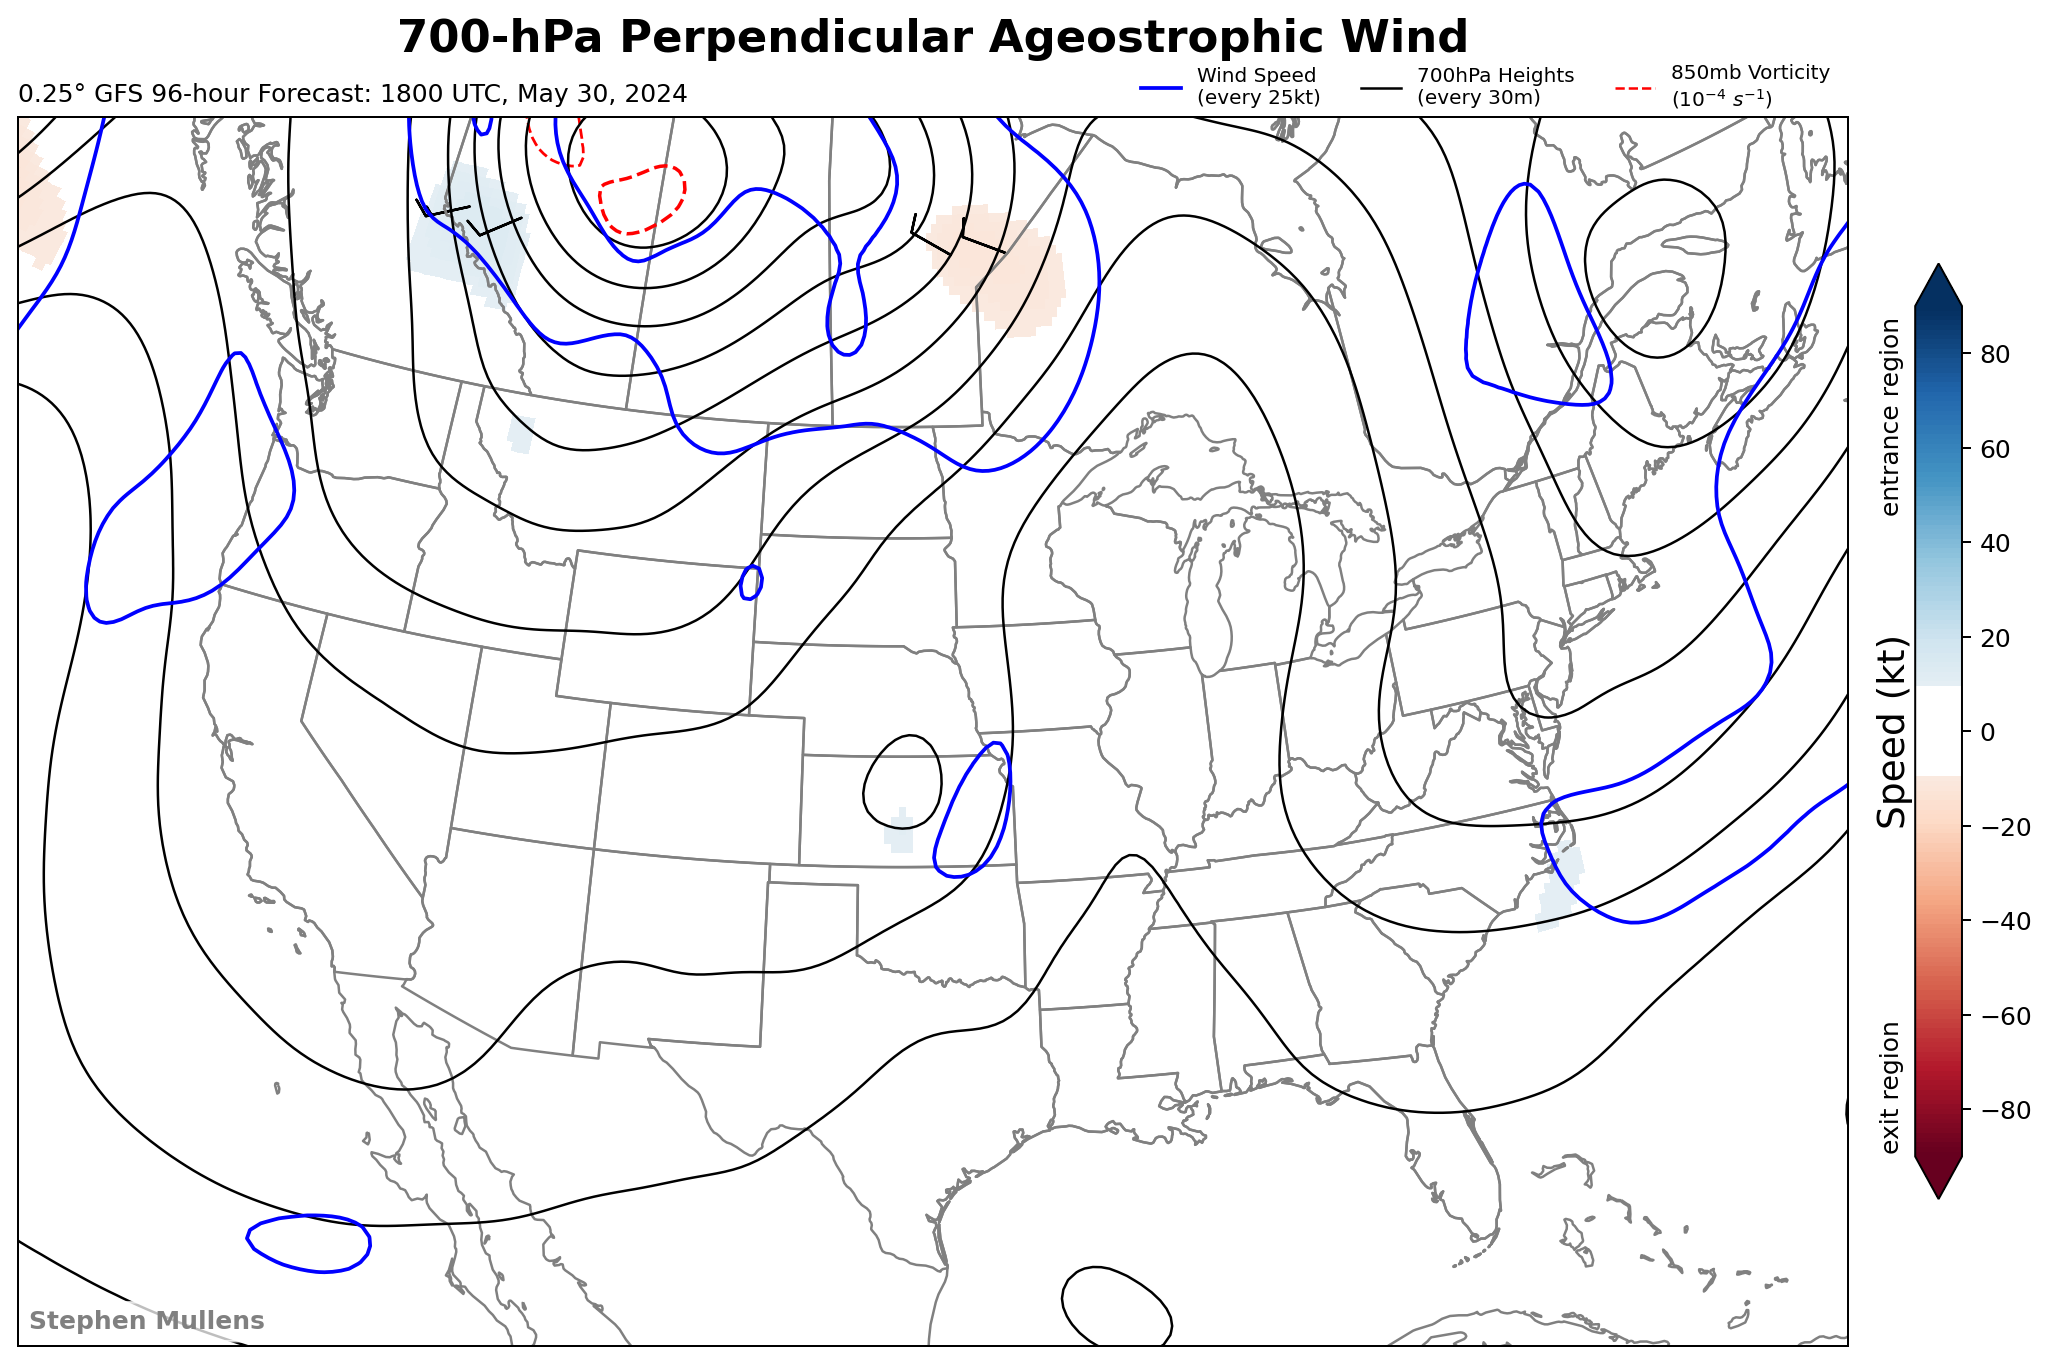 700-hPa Perpendicular Ageostrophic Wind
0.25° GFS 96-hour Forecast: 1800 UTC, May 30, 2024
Wind Speed
(every 25kt)
700hPa Heights
(every 30m)
850mb Vorticity
(10⁻⁴ s⁻¹)
entrance region
Speed (kt)
exit region
80
60
40
20
0
−20
−40
−60
−80
Stephen Mullens